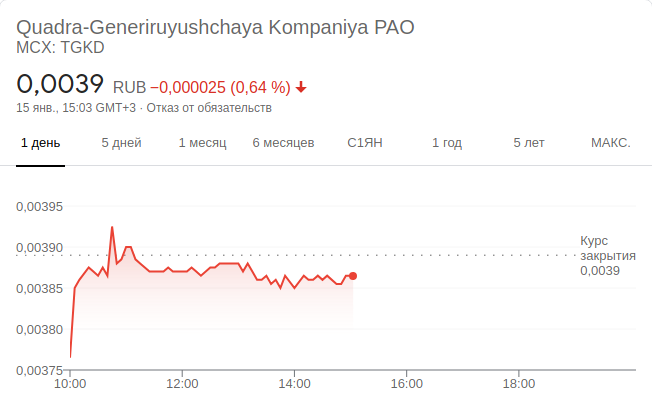 Quadra-Generiruyushchaya Kompaniya PAO
MCX: TGKD
0,0039 RUB −0,000025 (0,64 %)
15 янв., 15:03 GMT+3 · Отказ от обязательств
1 день 5 дней 1 месяц 6 месяцев С1ЯН 1 год 5 лет МАКС.
0,00395
0,00390
0,00385
0,00380
0,00375
Курс
закрытия
0,0039
10:00 12:00 14:00 16:00 18:00